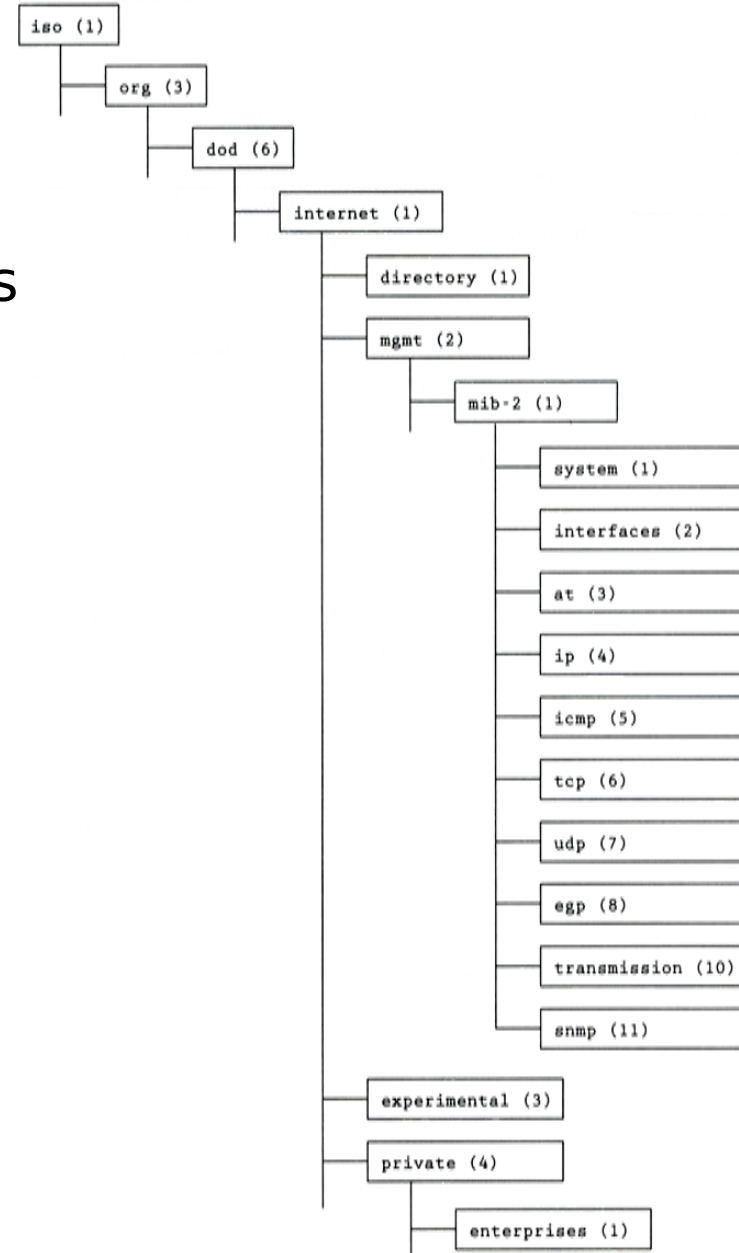 iso (1)
org (3)
dod (6)
internet (1)
s
directory (1)
mgmt (2)
mib-2 (1)
system (1)
interfaces (2)
at (3)
ip (4)
icmp (5)
tcp (6)
udp (7)
egp (8)
transmission (10)
snmp (11)
experimental (3)
private (4)
enterprises (1)